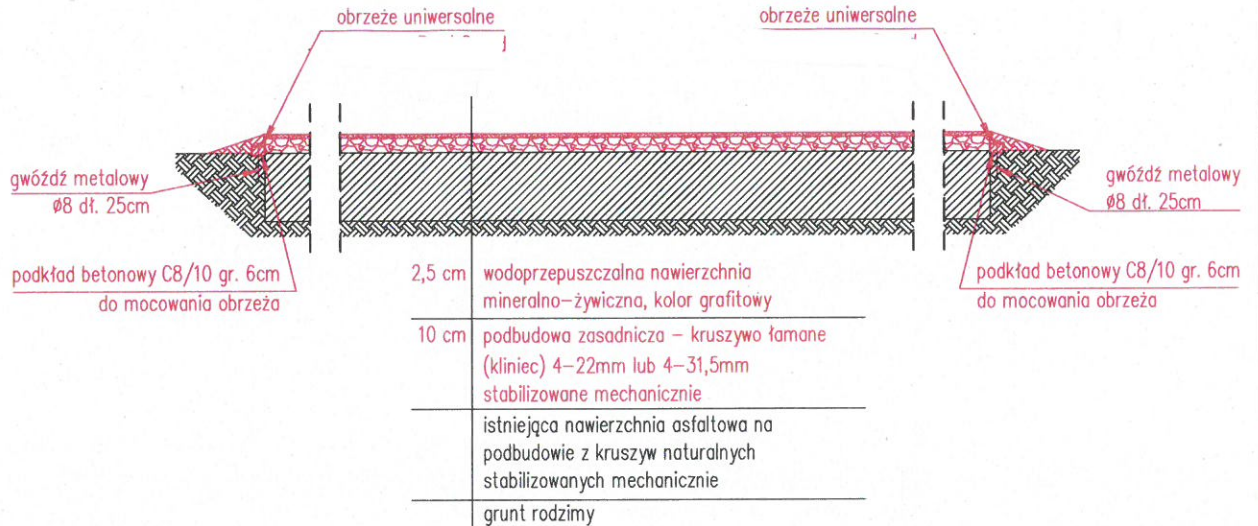 obrzeże uniwersalne
obrzeże uniwersalne
gwóźdź metalowy
ø8 dł. 25cm
gwóźdź metalowy
ø8 dł. 25cm
podkład betonowy C8/10 gr. 6cm
do mocowania obrzeża
podkład betonowy C8/10 gr. 6cm
do mocowania obrzeża
2,5 cm wodoprzepuszczalna nawierzchnia
mineralno-żywiczna, kolor grafitowy
10 cm podbudowa zasadnicza - kruszywo łamane
(kliniec) 4-22mm lub 4-31,5mm
stabilizowane mechanicznie
istniejąca nawierzchnia asfaltowa na
podbudowie z kruszyw naturalnych
stabilizowanych mechanicznie
grunt rodzimy